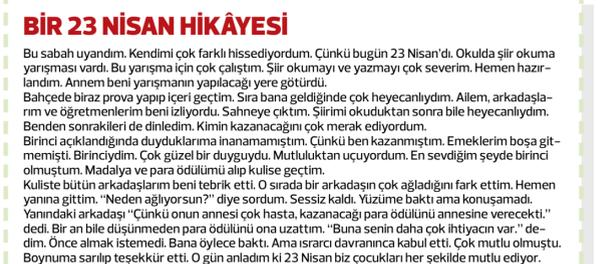 BİR 23 NİSAN HİKÂYESİ
Bu sabah uyandım. Kendimi çok farklı hissediyordum. Çünkü bugün 23 Nisan’dı. Okulda şiir okuma
yarışması vardı. Bu yarışma için çok çalıştım. Şiir okumayı ve yazmayı çok severim. Hemen hazır-
landım. Annem beni yarışmanın yapılacağı yere götürdü.
Bahçede biraz prova yapıp içeri geçtim. Sıra bana geldiğinde çok heyecanlıydım. Ailem, arkadaşla-
rım ve öğretmenlerim beni izliyordu. Sahneye çıktım. Şiirimi okuduktan sonra bile heyecanlıydım.
Benden sonrakileri de dinledim. Kimin kazanacağını çok merak ediyordum.
Birinci açıklandığında duyduklarıma inanamamıştım. Çünkü ben kazanmıştım. Emeklerim boşa git-
memişti. Birinciydim. Çok güzel bir duyguydu. Mutluluktan uçuyordum. En sevdiğim şeyde birinci
olmuştum. Madalya ve para ödülümü alıp kulise geçtim.
Kuliste bütün arkadaşlarım beni tebrik etti. O sırada bir arkadaşın çok ağladığını fark ettim. Hemen
yanına gittim. “Neden ağlıyorsun?” diye sordum. Sessiz kaldı. Yüzüme baktı ama konuşamadı.
Yanındaki arkadaşı “Çünkü onun annesi çok hasta, kazanacağı para ödülünü annesine verecekti.”
dedi. Bir an bile düşünmeden para ödülünü ona uzattım. “Buna senin daha çok ihtiyacın var.” de-
dim. Önce almak istemedi. Bana öylece baktı. Ama ısrarcı davranınca kabul etti. Çok mutlu olmuştu.
Boynuma sarılıp teşekkür etti. O gün anladım ki 23 Nisan biz çocukları her şekilde mutlu ediyor.